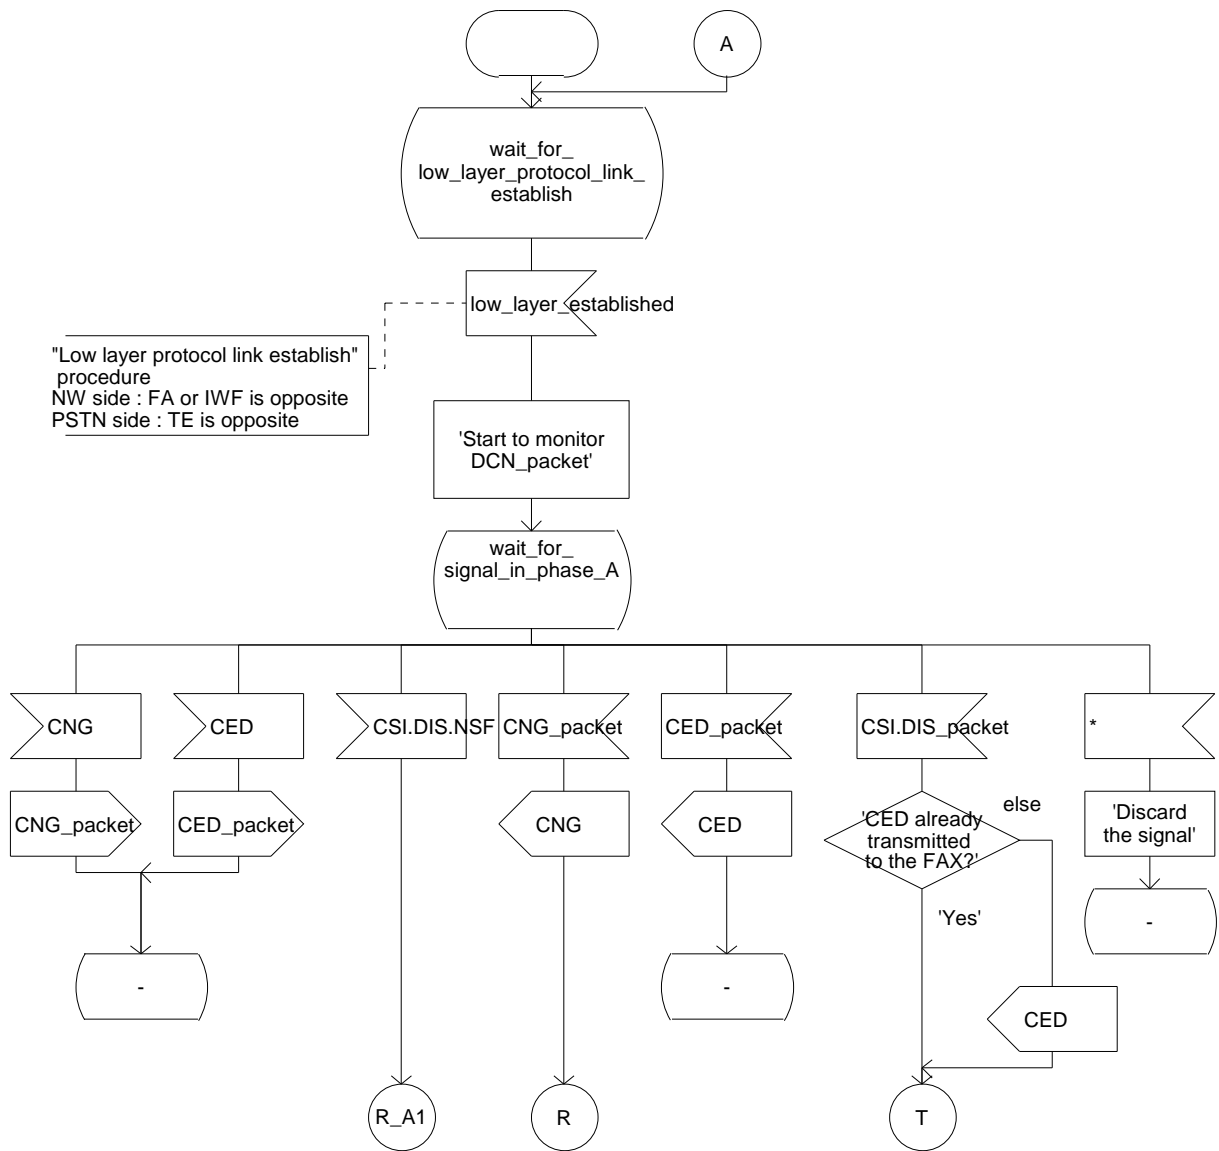 A
wait_for_
low_layer_protocol_link_
establish
low_layer_established
"Low layer protocol link establish"
procedure
NW side : FA or IWF is opposite
PSTN side : TE is opposite
'Start to monitor
DCN_packet'
wait_for_
signal_in_phase_A
CNG
CED
CSI.DIS.NSF
CNG_packet
CED_packet
CSI.DIS_packet
*
CNG_packet
CED_packet
CNG
CED
'CED already
transmitted
to the FAX?'
else
'Discard
the signal'
'Yes'
-
-
-
CED
R_A1
R
T